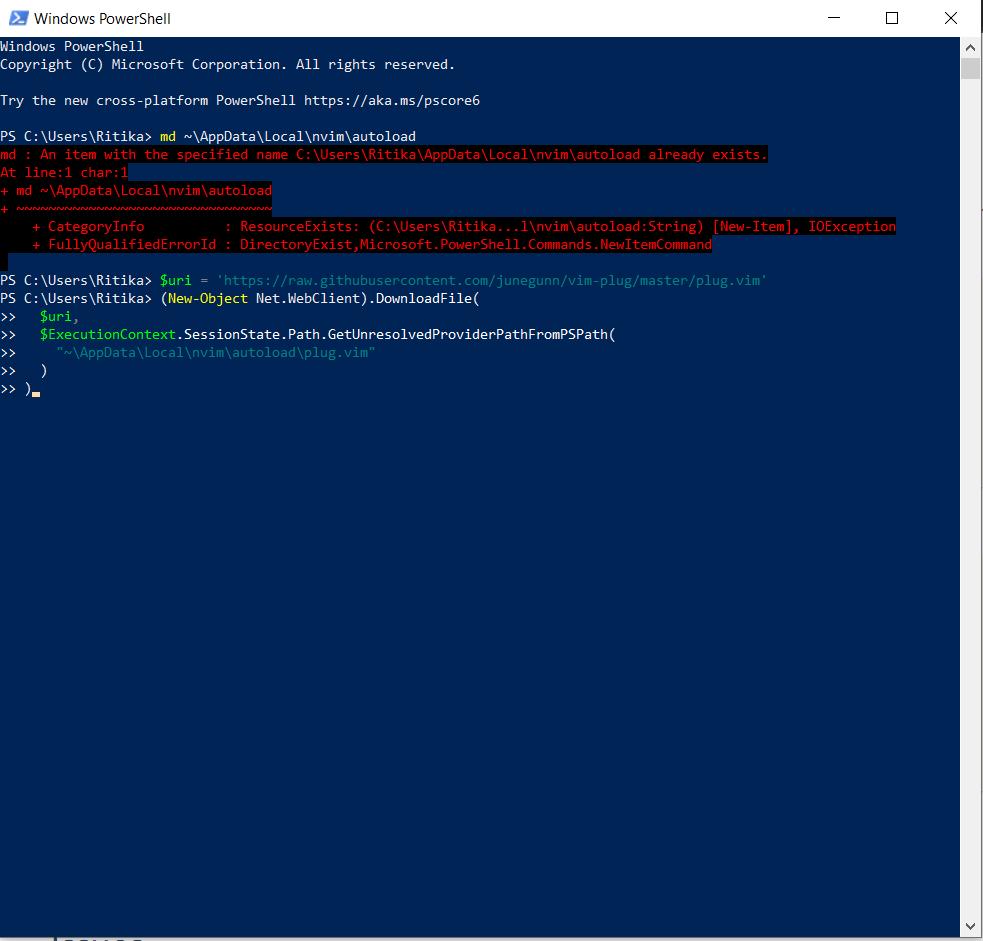 Windows PowerShell
Windows PowerShell
Copyright (C) Microsoft Corporation. All rights reserved.
Try the new cross-platform PowerShell https://aka.ms/pscore6
PS C:\Users\Ritika> md ~\AppData\Local\nvim\autoload
md : An item with the specified name C:\Users\Ritika\AppData\Local\nvim\autoload already exists.
At line:1 char:1
+ md ~\AppData\Local\nvim\autoload
+ ~~~~~~~~~~~~~~~~~~~~~~~~~~~~~~~~
    + CategoryInfo          : ResourceExists: (C:\Users\Ritika...l\nvim\autoload:String) [New-Item], IOException
    + FullyQualifiedErrorId : DirectoryExist,Microsoft.PowerShell.Commands.NewItemCommand
PS C:\Users\Ritika> $uri = 'https://raw.githubusercontent.com/junegunn/vim-plug/master/plug.vim'
PS C:\Users\Ritika> (New-Object Net.WebClient).DownloadFile(
>>   $uri,
>>   $ExecutionContext.SessionState.Path.GetUnresolvedProviderPathFromPSPath(
>>     "~\AppData\Local\nvim\autoload\plug.vim"
>>   )
>> )